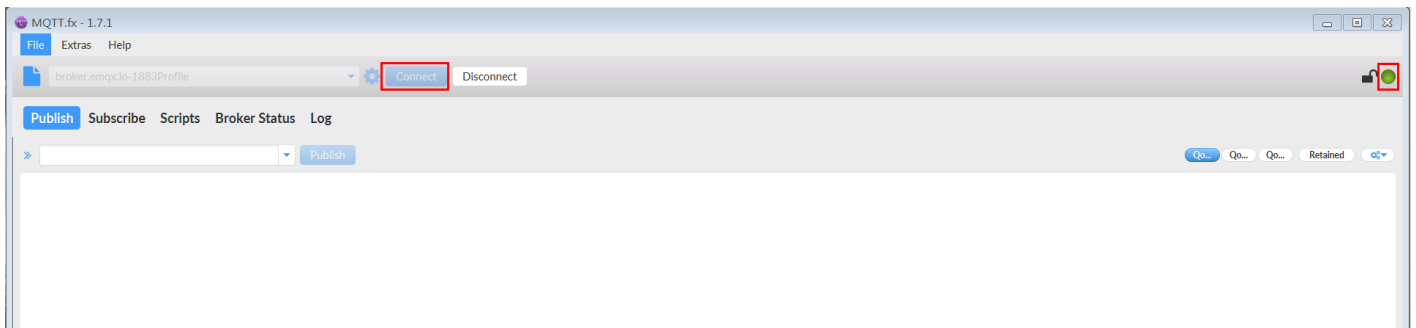 MQTT.fx - 1.7.1
File Extras Help
broker.emqx.io-1883Profile Connect Disconnect
Publish Subscribe Scripts Broker Status Log
Publish Qo... Qo... Qo... Retained